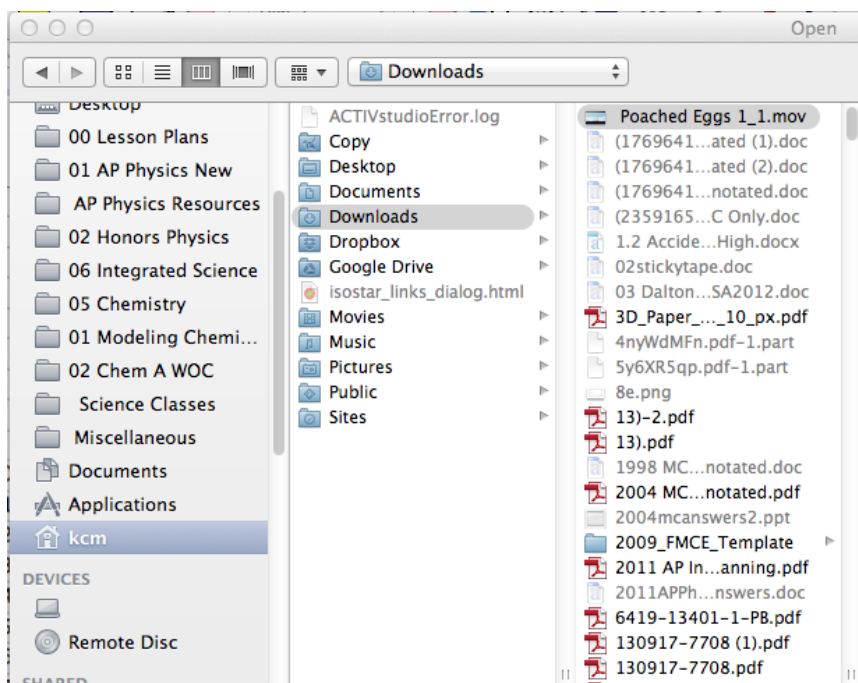 Open
Downloads
Desktop
00 Lesson Plans
01 AP Physics New
AP Physics Resources
02 Honors Physics
06 Integrated Science
05 Chemistry
01 Modeling Chemi...
02 Chem A WOC
Science Classes
Miscellaneous
Documents
Applications
kcm
DEVICES
Remote Disc
SHARED
ACTIVstudioError.log
Copy
Desktop
Documents
Downloads
Dropbox
Google Drive
isostar_links_dialog.html
Movies
Music
Pictures
Public
Sites
Poached Eggs 1_1.mov
(1769641...ated (1).doc
(1769641...ated (2).doc
(1769641...notated.doc
(2359165...C Only.doc
1.2 Accide...High.docx
02stickytape.doc
03 Dalton...SA2012.doc
3D_Paper_..._10_px.pdf
4nyWdMFn.pdf-1.part
5y6XR5qp.pdf-1.part
8e.png
13)-2.pdf
13).pdf
1998 MC...notated.doc
2004 MC...notated.pdf
2004mcanswers2.ppt
2009_FMCE_Template
2011 AP In...anning.pdf
2011APPh...nswers.doc
6419-13401-1-PB.pdf
130917-7708 (1).pdf
130917-7708.pdf